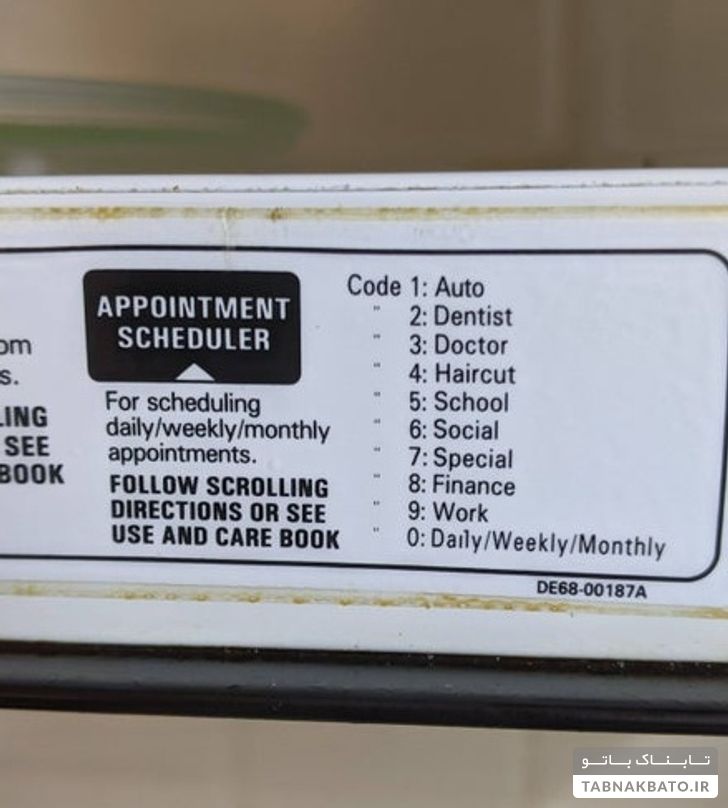 om
s.
LING
SEE
BOOK
APPOINTMENT
SCHEDULER
For scheduling
daily/weekly/monthly
appointments.
FOLLOW SCROLLING
DIRECTIONS OR SEE
USE AND CARE BOOK
Code 1: Auto
" 2: Dentist
" 3: Doctor
" 4: Haircut
" 5: School
" 6: Social
" 7: Special
" 8: Finance
" 9: Work
" 0: Daily/Weekly/Monthly
DE68-00187A
تابناک باتو
TABNAKBATO.IR